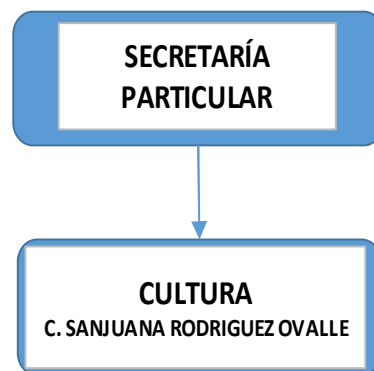 SECRETARÍA
PARTICULAR
CULTURA
C. SANJUANA RODRIGUEZ OVALLE